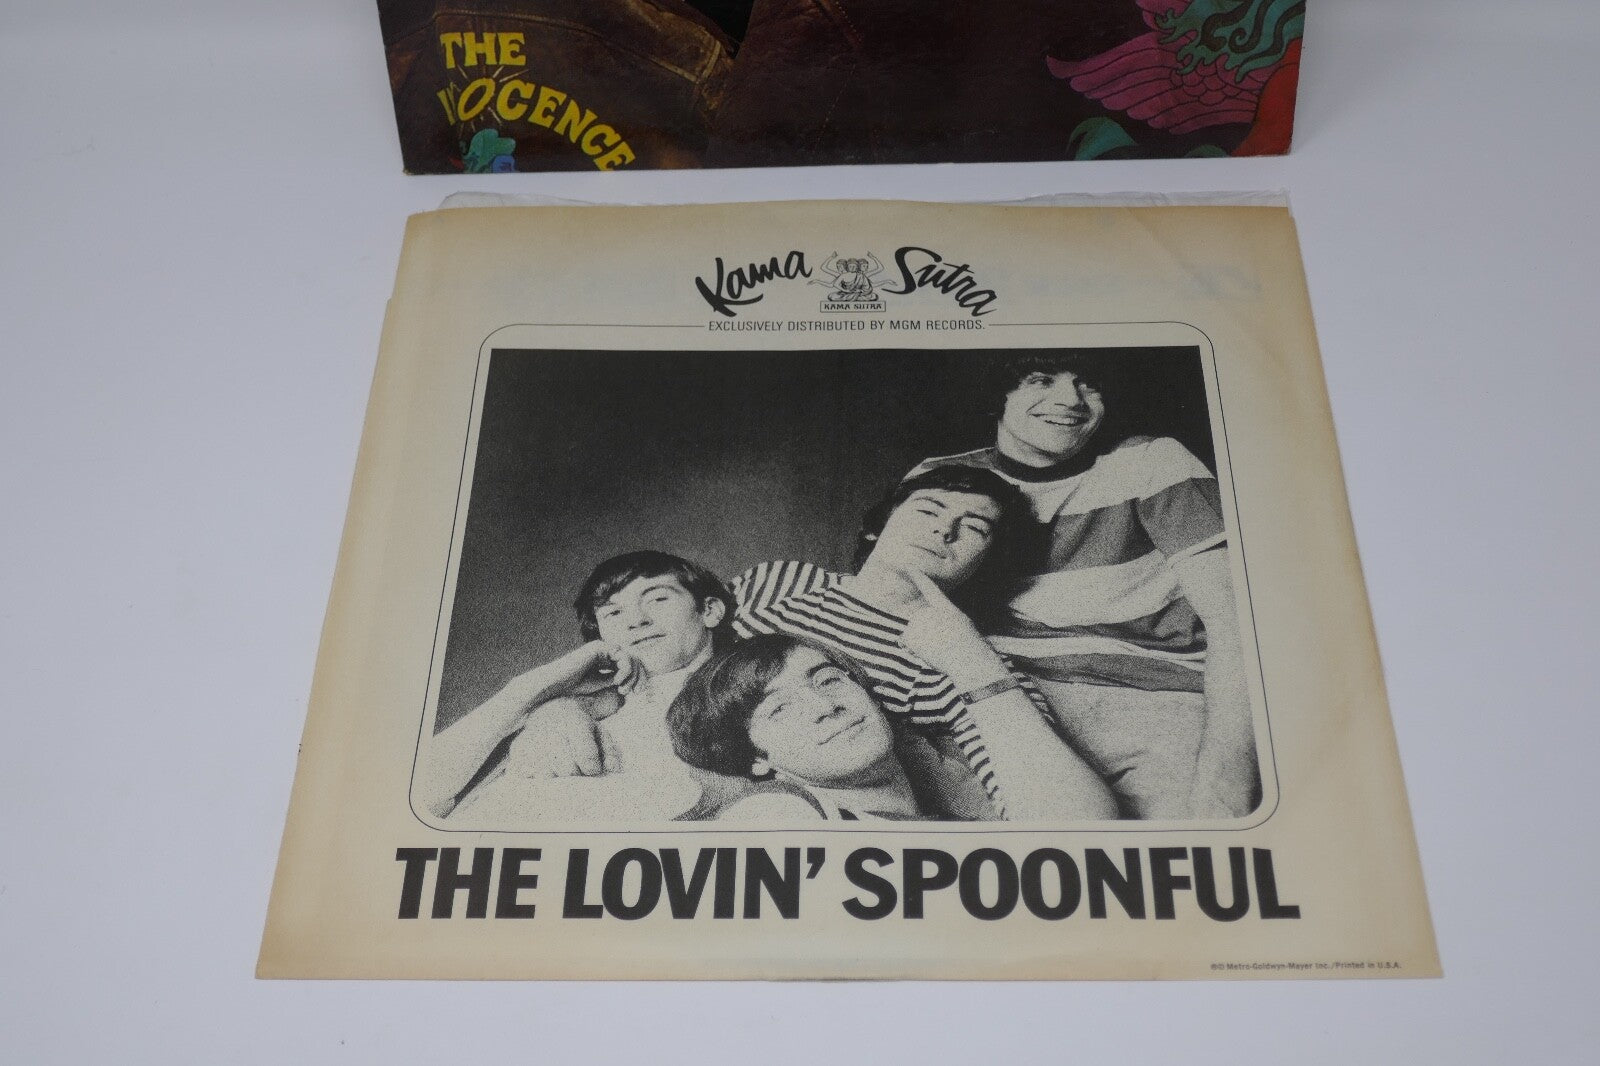 THE
INNOCENCE
Kama Sutra
KAMA SUTRA
EXCLUSIVELY DISTRIBUTED BY MGM RECORDS.
THE LOVIN' SPOONFUL
℗© Metro-Goldwyn-Mayer Inc./Printed in U.S.A.